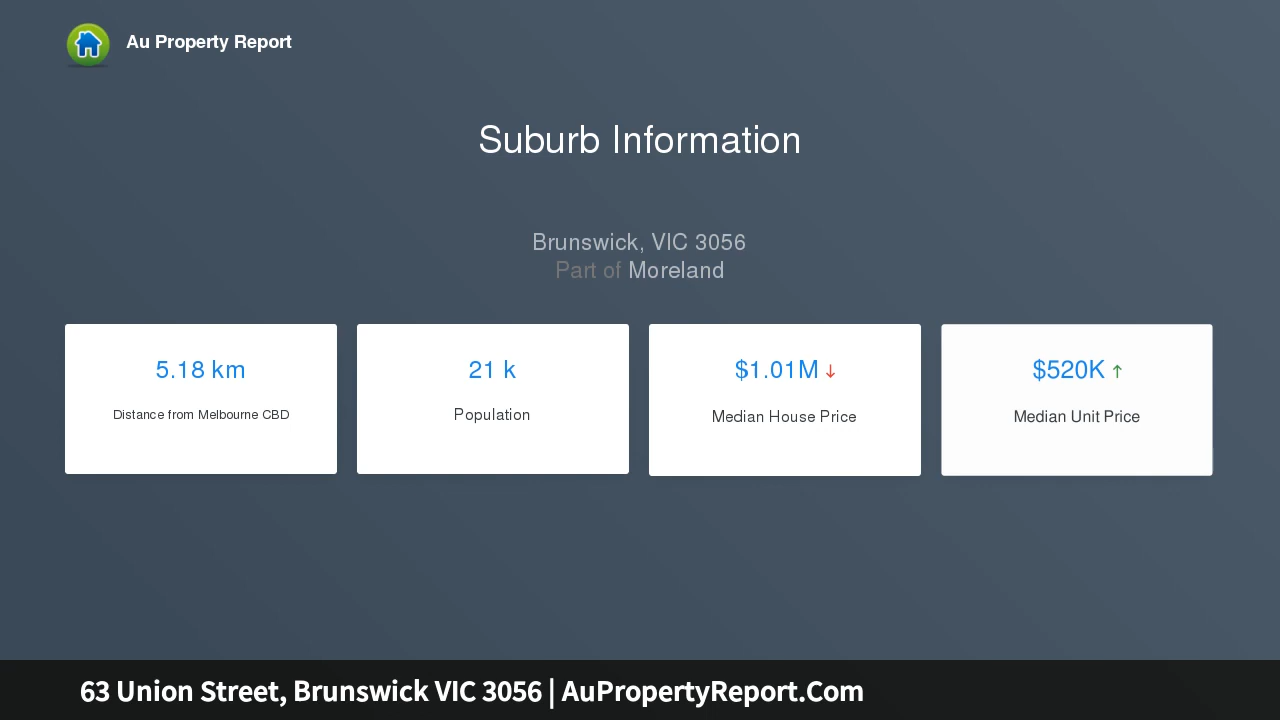 Au Property Report
Suburb Information
Brunswick, VIC 3056
Part of Moreland
5.18 km
Distance from Melbourne CBD
21 k
Population
$1.01M ↓
Median House Price
$520K ↑
Median Unit Price
63 Union Street, Brunswick VIC 3056 | AuPropertyReport.Com